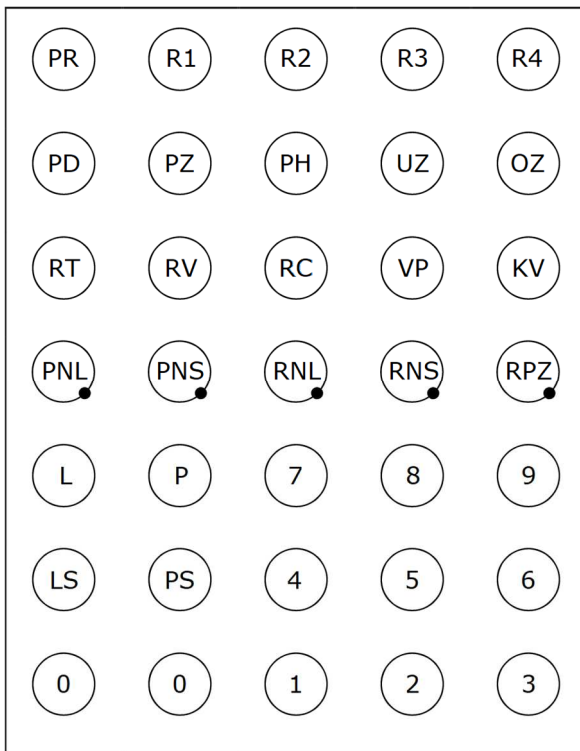 PR R1 R2 R3 R4
PD PZ PH UZ OZ
RT RV RC VP KV
PNL PNS RNL RNS RPZ
L P 7 8 9
LS PS 4 5 6
0 0 1 2 3